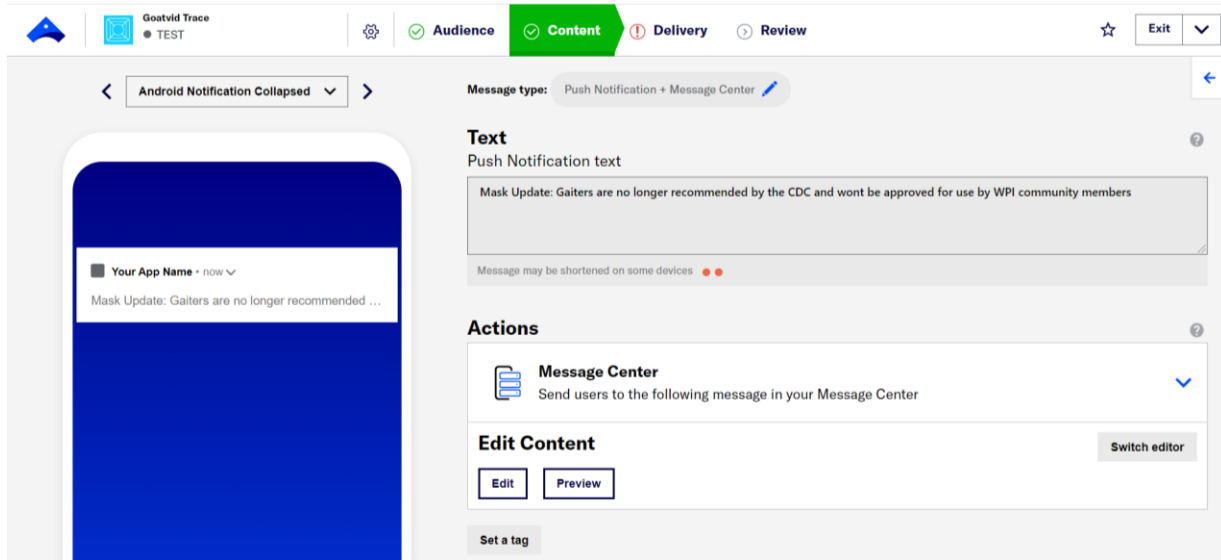 Goatvid Trace
TEST
Audience
Content
Delivery
Review
Exit
Android Notification Collapsed
Message type: Push Notification + Message Center
Text
Push Notification text
Mask Update: Gaiters are no longer recommended by the CDC and wont be approved for use by WPI community members
Message may be shortened on some devices
Your App Name • now
Mask Update: Gaiters are no longer recommended ...
Actions
Message Center
Send users to the following message in your Message Center
Edit Content
Switch editor
Edit
Preview
Set a tag